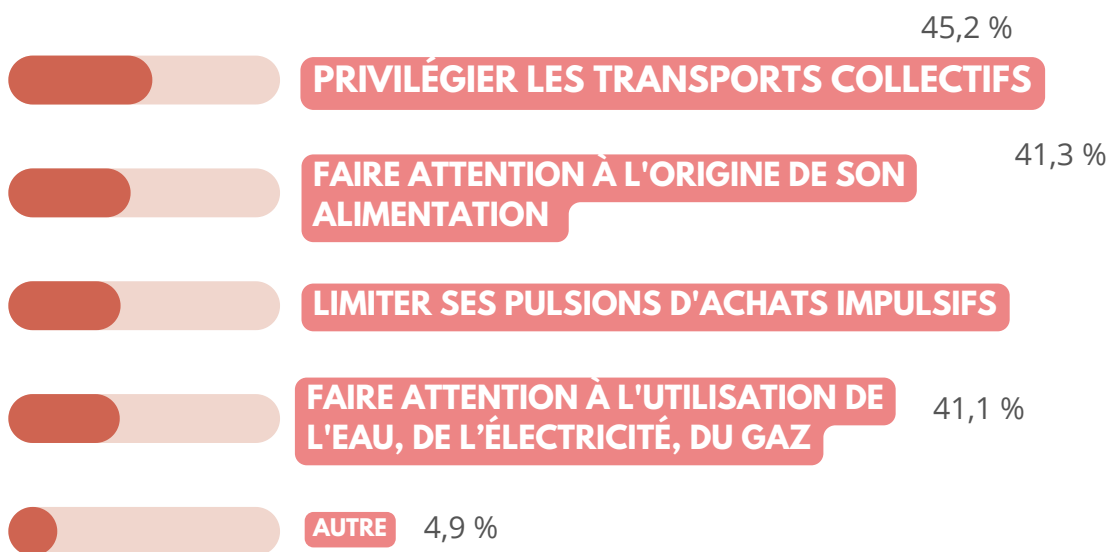 45,2 %
PRIVILÉGIER LES TRANSPORTS COLLECTIFS
41,3 %
FAIRE ATTENTION À L'ORIGINE DE SON
ALIMENTATION
LIMITER SES PULSIONS D'ACHATS IMPULSIFS
FAIRE ATTENTION À L'UTILISATION DE
L'EAU, DE L’ÉLECTRICITÉ, DU GAZ
41,1 %
AUTRE
4,9 %